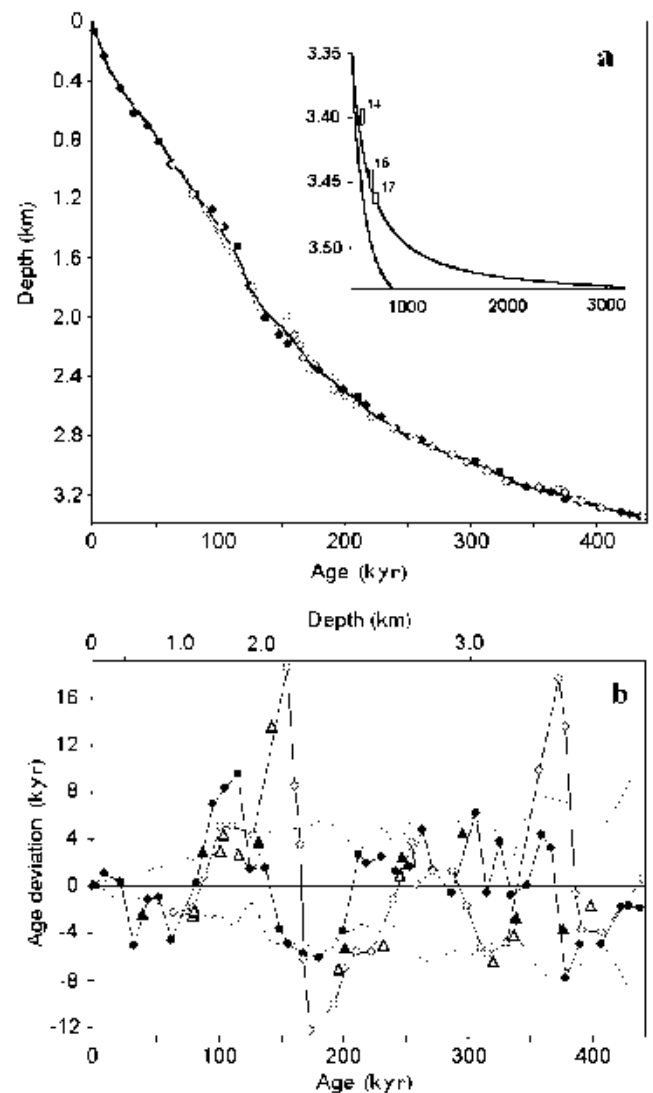 0
0.4
0.8
1.2
1.6
2.0
2.4
2.8
3.2
Depth (km)
0 100 200 300 400
Age (kyr)
a
3.35
3.40
3.45
3.50
14
16
17
1000 2000 3000
Depth (km)
0 1.0 2.0 3.0
b
16
12
8
4
0
-4
-8
-12
Age deviation (kyr)
0 100 200 300 400
Age (kyr)